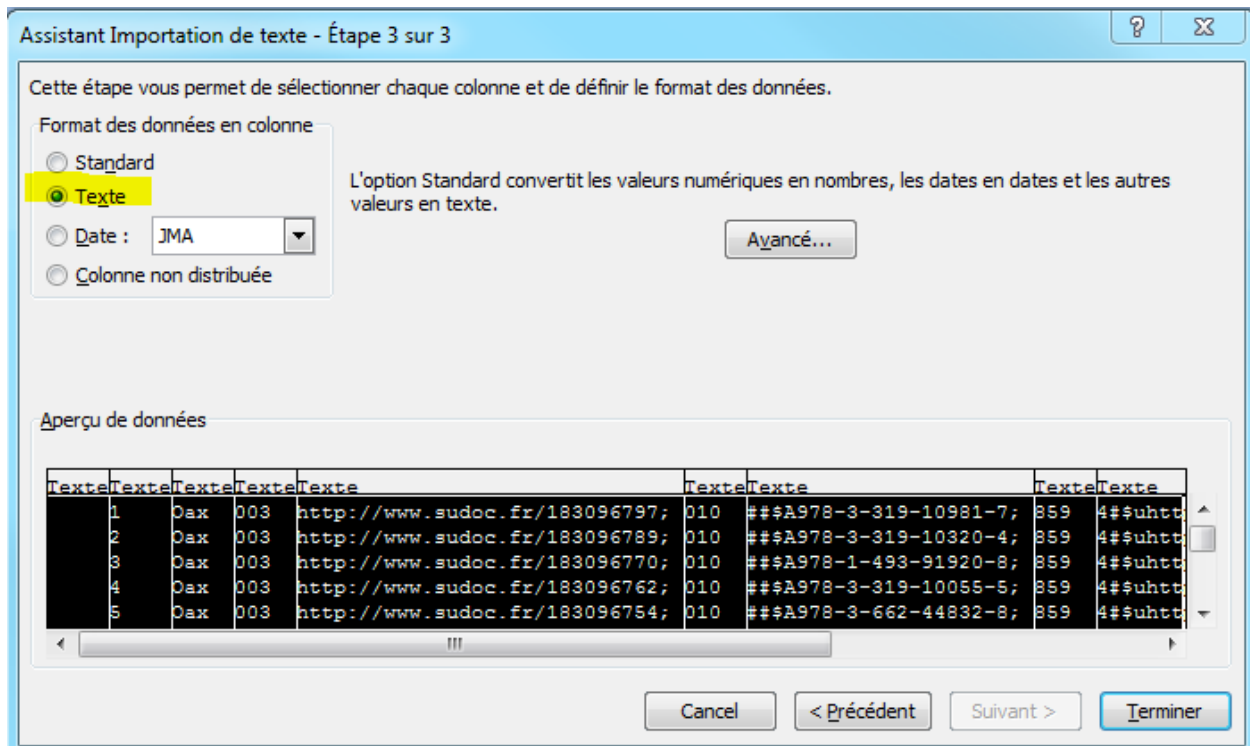 Assistant Importation de texte - Étape 3 sur 3
Cette étape vous permet de sélectionner chaque colonne et de définir le format des données.
Format des données en colonne
Standard
Texte
Date : JMA
Colonne non distribuée
L'option Standard convertit les valeurs numériques en nombres, les dates en dates et les autres
valeurs en texte.
Avancé...
Aperçu de données
Texte Texte Texte Texte Texte Texte Texte Texte Texte
1 Oax 003 http://www.sudoc.fr/183096797; 010 ##$A978-3-319-10981-7; 859 4#$uhtt
2 Oax 003 http://www.sudoc.fr/183096789; 010 ##$A978-3-319-10320-4; 859 4#$uhtt
3 Oax 003 http://www.sudoc.fr/183096770; 010 ##$A978-1-493-91920-8; 859 4#$uhtt
4 Oax 003 http://www.sudoc.fr/183096762; 010 ##$A978-3-319-10055-5; 859 4#$uhtt
5 Oax 003 http://www.sudoc.fr/183096754; 010 ##$A978-3-662-44832-8; 859 4#$uhtt
Cancel < Précédent Suivant > Terminer